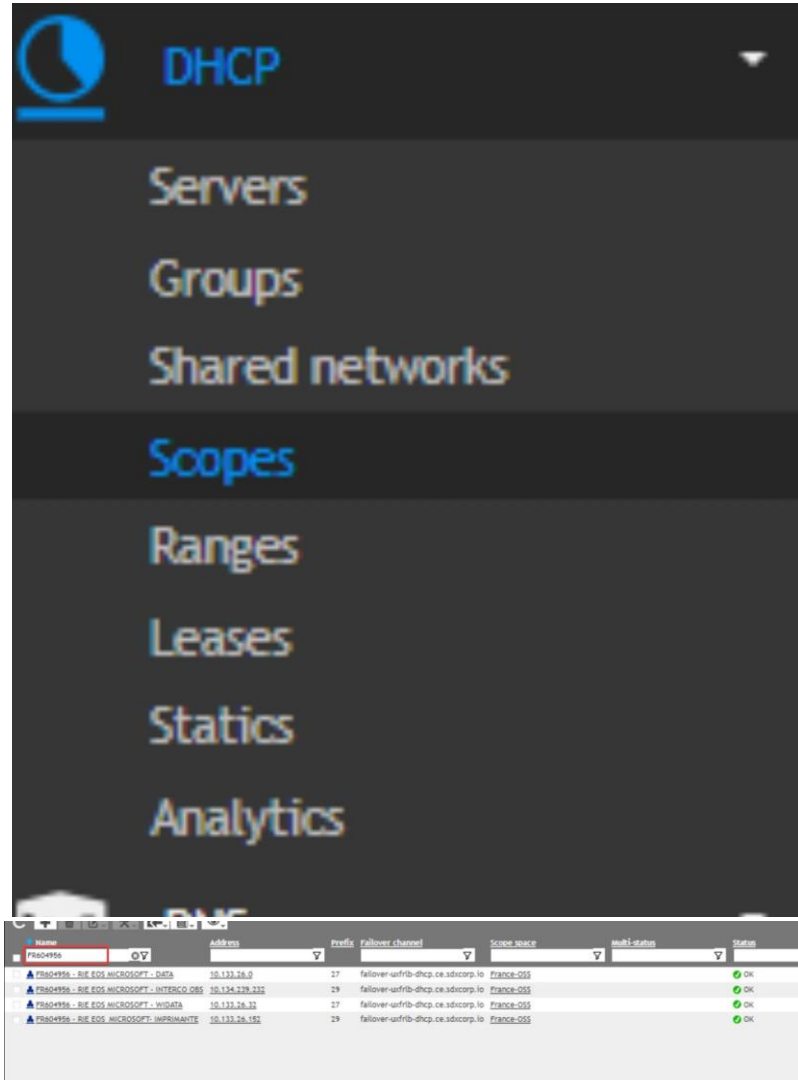 DHCP
Servers
Groups
Shared networks
Scopes
Ranges
Leases
Statics
Analytics
Name Address Prefix Failover channel Scope space Multi-status Status
FR604956
FR604956 - RIE EOS MICROSOFT - DATA 10.133.26.0 27 failover-uxfrib-dhcp.ce.sdxcorp.io France-OSS OK
FR604956 - RIE EOS MICROSOFT - INTERCO OBS 10.134.239.232 29 failover-uxfrib-dhcp.ce.sdxcorp.io France-OSS OK
FR604956 - RIE EOS MICROSOFT - WIDATA 10.133.26.32 27 failover-uxfrib-dhcp.ce.sdxcorp.io France-OSS OK
FR604956 - RIE EOS MICROSOFT- IMPRIMANTE 10.133.26.152 29 failover-uxfrib-dhcp.ce.sdxcorp.io France-OSS OK